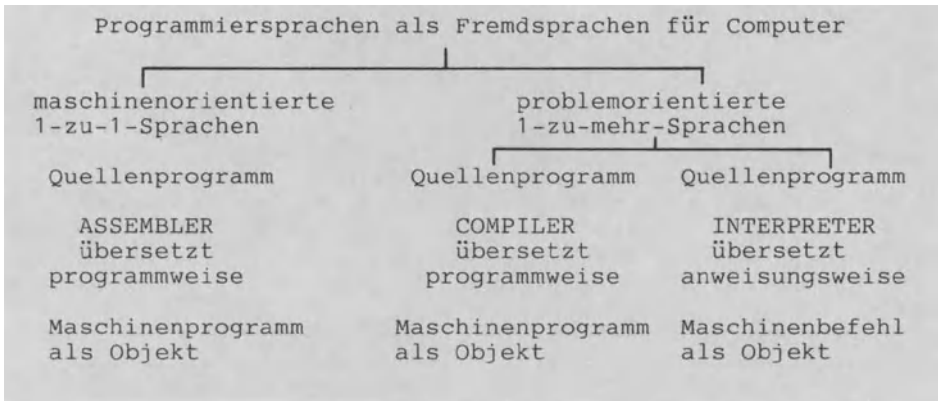 Programmiersprachen als Fremdsprachen für Computer
maschinenorientierte
1-zu-1-Sprachen
problemorientierte
1-zu-mehr-Sprachen
Quellenprogramm
ASSEMBLER
übersetzt
programmweise
Maschinenprogramm
als Objekt
Quellenprogramm
COMPILER
übersetzt
programmweise
Maschinenprogramm
als Objekt
Quellenprogramm
INTERPRETER
übersetzt
anweisungsweise
Maschinenbefehl
als Objekt